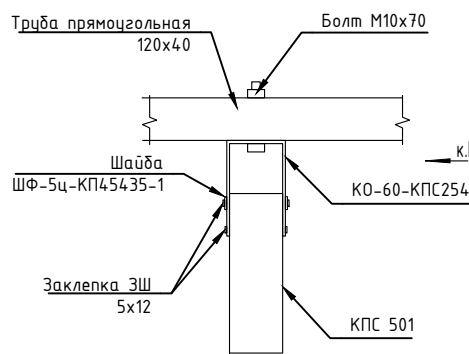 Труба прямоугольная
120х40
Болт М10х70
Шайба
ШФ-5ц-КП45435-1
КО-60-КПС254
Заклепка ЗШ
5х12
КПС 501